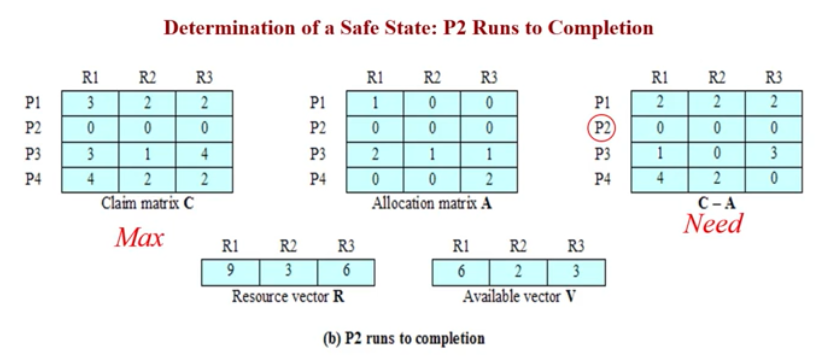 Determination of a Safe State: P2 Runs to Completion
R1 R2 R3
P1 3 2 2
P2 0 0 0
P3 3 1 4
P4 4 2 2
Claim matrix C
Max
R1 R2 R3
P1 1 0 0
P2 0 0 0
P3 2 1 1
P4 0 0 2
Allocation matrix A
R1 R2 R3
P1 2 2 2
P2 0 0 0
P3 1 0 3
P4 4 2 0
C – A
Need
R1 R2 R3
9 3 6
Resource vector R
R1 R2 R3
6 2 3
Available vector V
(b) P2 runs to completion